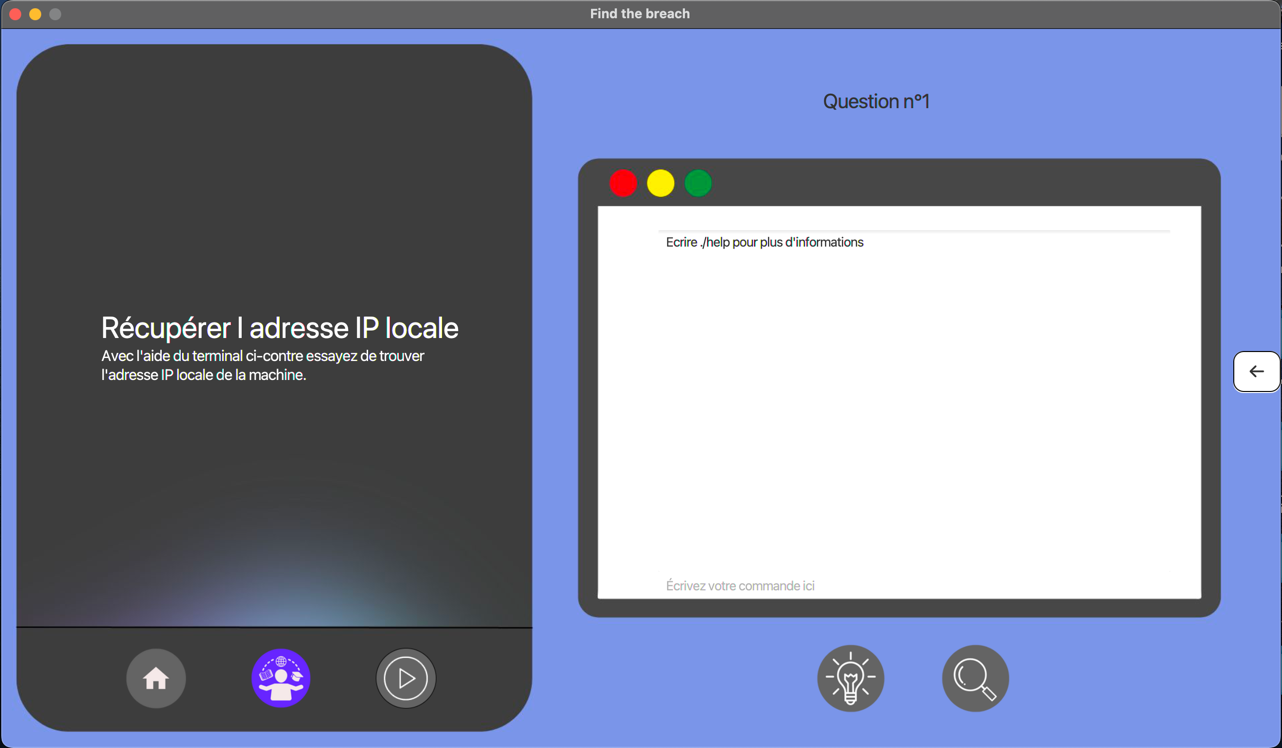 Find the breach
Question n°1
Ecrire ./help pour plus d'informations
Récupérer l adresse IP locale
Avec l'aide du terminal ci-contre essayez de trouver
l'adresse IP locale de la machine.
Écrivez votre commande ici